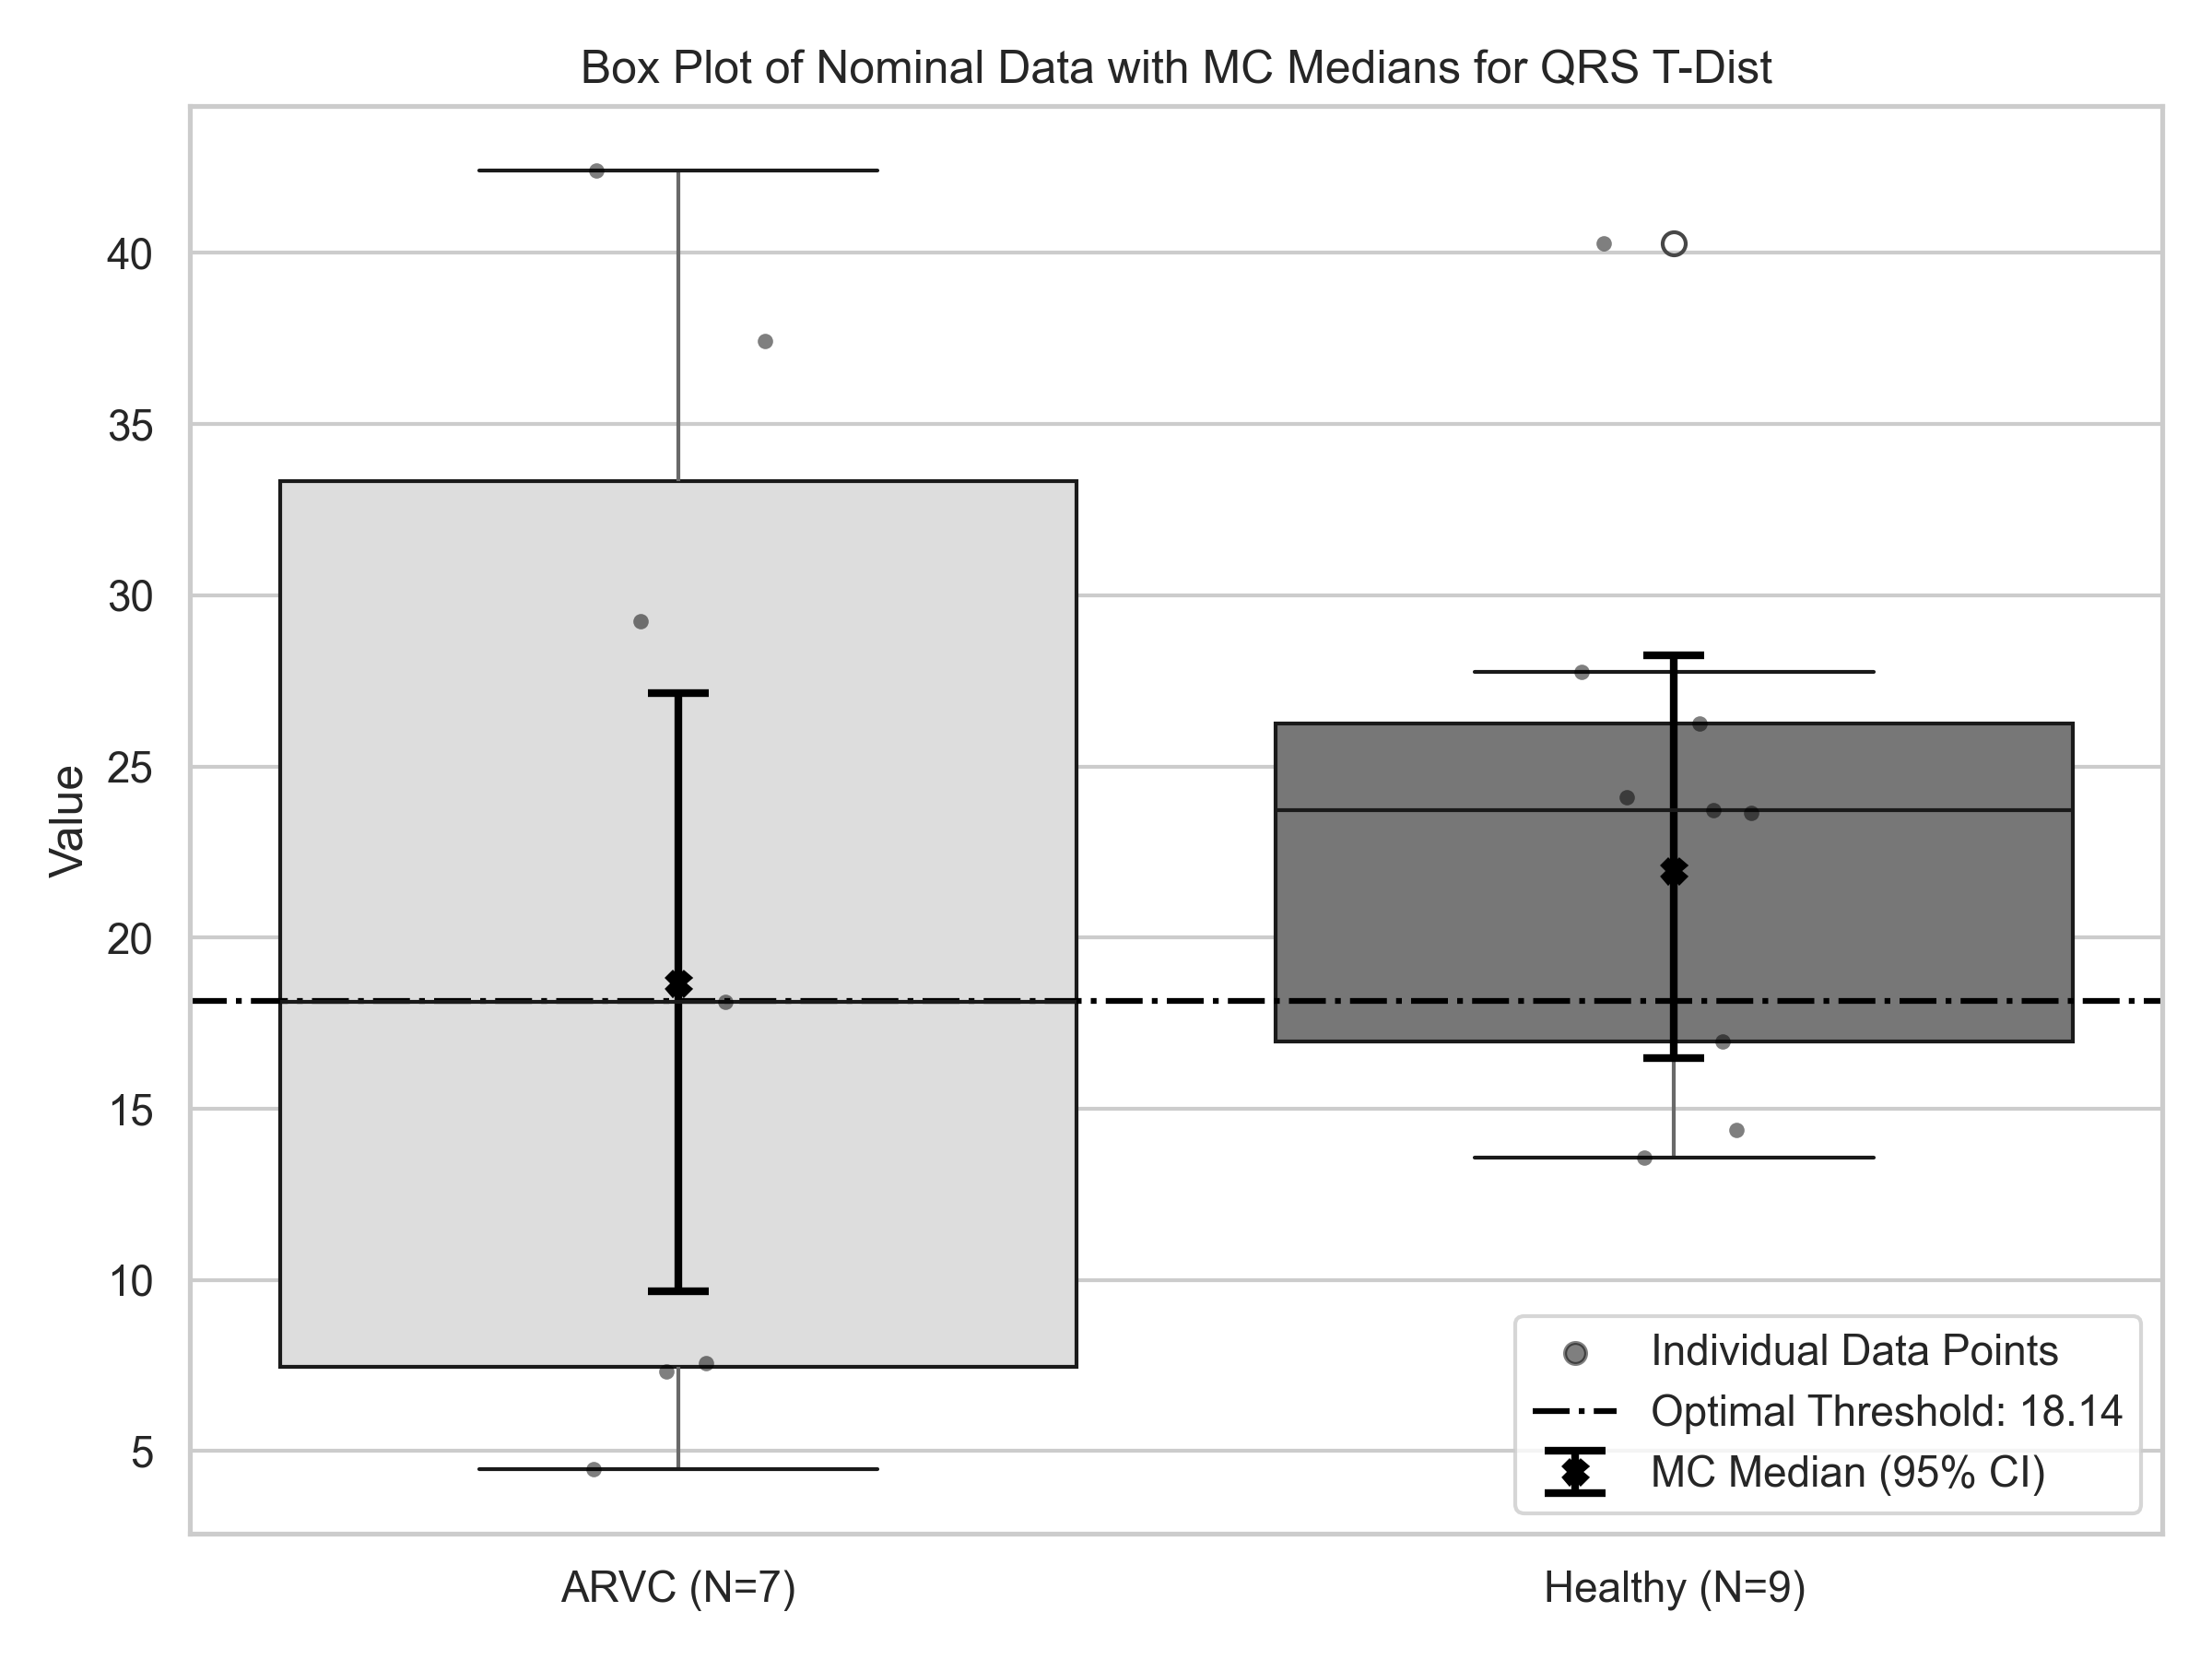 Box Plot of Nominal Data with MC Medians for QRS T-Dist
Value
40
35
30
25
20
15
10
5
Individual Data Points
Optimal Threshold: 18.14
MC Median (95% CI)
ARVC (N=7)
Healthy (N=9)